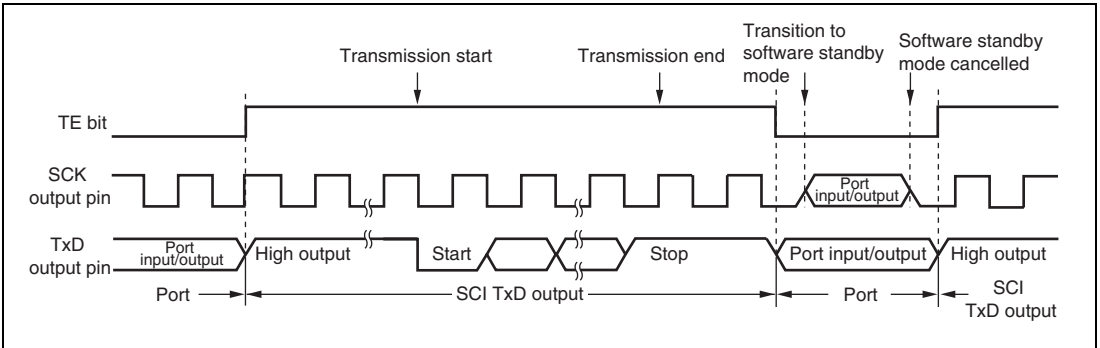 Transmission start
Transmission end
Transition to
software standby
mode
Software standby
mode cancelled
TE bit
SCK
output pin
Port
input/output
TxD
output pin
Port
input/output
High output
Start
Stop
Port input/output
High output
Port
SCI TxD output
Port
SCI
TxD output